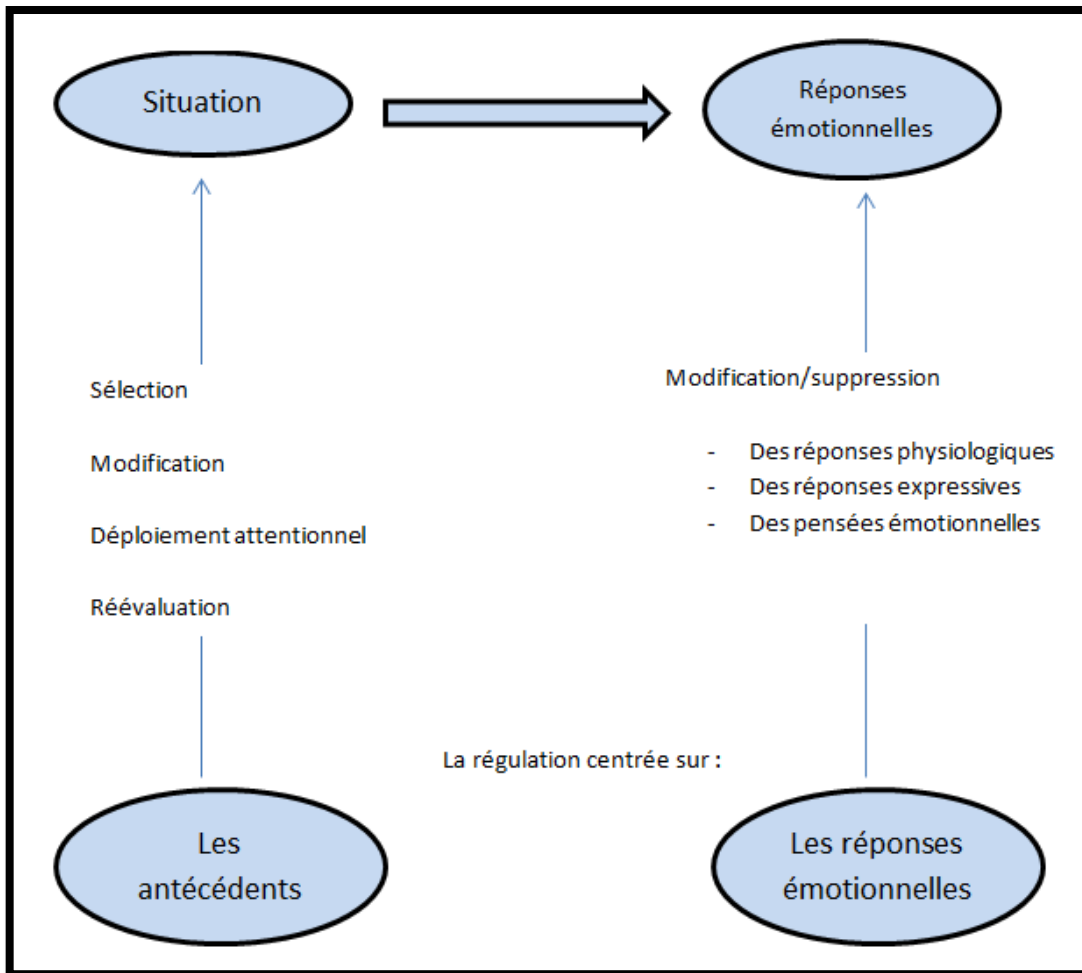 Situation
Réponses
émotionnelles
Sélection
Modification
Déploiement attentionnel
Réévaluation
Modification/suppression
- Des réponses physiologiques
- Des réponses expressives
- Des pensées émotionnelles
La régulation centrée sur :
Les
antécédents
Les réponses
émotionnelles